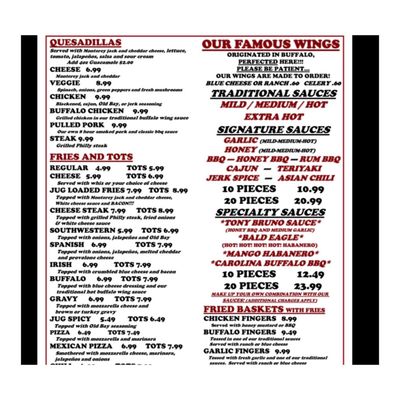 QUESADILLAS
Served with Monterey jack and cheddar cheese, lettuce,
tomato, jalapeños, salsa and sour cream
Add 4oz Guacamole $2.00
CHEESE 6.99
Monterey jack and cheddar
VEGGIE 8.99
Spinach, onions, green peppers and fresh mushrooms
CHICKEN 9.99
Blackened, cajun, Old Bay, or jerk seasoning
BUFFALO CHICKEN 9.99
Grilled chicken in our traditional buffalo wing sauce
PULLED PORK 9.99
Our own 8 hour smoked pork and classic bbq sauce
STEAK 9.99
Grilled Philly steak
FRIES AND TOTS
REGULAR 4.99 TOTS 5.99
CHEESE 5.99 TOTS 6.99
Served with whiz or your choice of cheese
JUG LOADED FRIES 7.99 TOTS 8.99
Topped with Monterey jack and cheddar cheese,
White cheese sauce and BACON!!!
CHEESE STEAK 7.99 TOTS 8.99
Topped with grilled Philly steak, fried onions
& white cheese sauce
SOUTHWESTERN 5.99 TOTS 6.99
Topped with onions, jalapeños and Old Bay
SPANISH 6.99 TOTS 7.99
Topped with onions, jalapeños, melted cheddar
and provolone cheese
IRISH 6.99 TOTS 7.99
Topped with crumbled blue cheese and bacon
BUFFALO 6.99 TOTS 7.99
Topped with blue cheese dressing and our
traditional hot buffalo wing sauce
GRAVY 6.99 TOTS 7.99
Topped with mozzarella cheese and
brown or turkey gravy
JUG SPICY 5.49 TOTS 6.49
Topped with Old Bay seasoning
PIZZA 6.49 TOTS 7.49
Topped with mozzarella and marinara
MEXICAN PIZZA 6.99 TOTS 7.99
Smothered with mozzarella cheese, marinara,
jalapeños and onions
OUR FAMOUS WINGS
ORIGINATED IN BUFFALO,
PERFECTED HERE!!!
PLEASE BE PATIENT...
OUR WINGS ARE MADE TO ORDER!
BLUE CHEESE OR RANCH .60 CELERY .60
TRADITIONAL SAUCES
MILD / MEDIUM / HOT
EXTRA HOT
SIGNATURE SAUCES
GARLIC (MILD-MEDIUM-HOT)
HONEY (MILD-MEDIUM-HOT)
BBQ — HONEY BBQ — RUM BBQ
CAJUN — TERIYAKI
JERK SPICE — ASIAN CHILI
10 PIECES 10.99
20 PIECES 20.99
SPECIALTY SAUCES
*TONY BRUNO SAUCE*
(HONEY BBQ AND MEDIUM GARLIC)
*BALD EAGLE*
(HOT! HOT! HOT! HOT! HABANERO)
*MANGO HABANERO*
*CAROLINA BUFFALO BBQ*
10 PIECES 12.49
20 PIECES 23.99
MAKE UP YOUR OWN COMBINATION WITH OUR
SAUCES! (ADDITIONAL CHARGES APPLY)
FRIED BASKETS WITH FRIES
CHICKEN FINGERS 8.99
Served with honey mustard or BBQ
BUFFALO FINGERS 9.49
Tossed in one of our traditional sauces
Served with our fries
GARLIC FINGERS 9.99
Tossed with fresh garlic and one of our traditional
sauces. Served with our fries